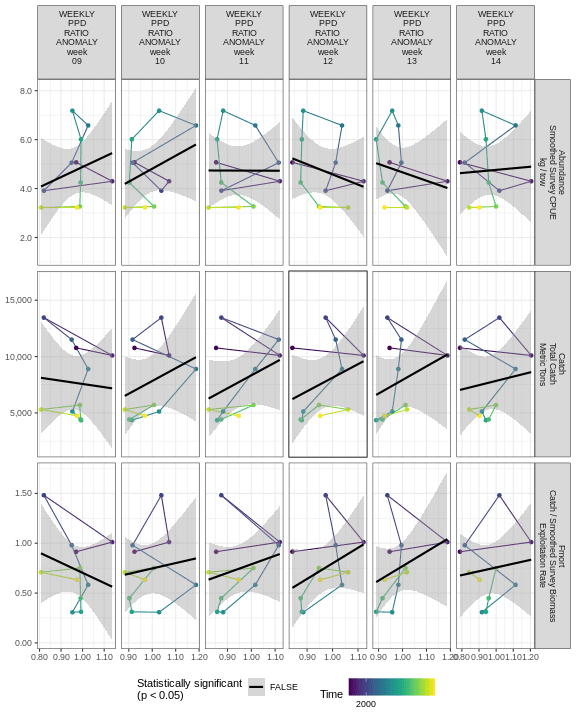 WEEKLY
PPD
RATIO
ANOMALY
week
09
WEEKLY
PPD
RATIO
ANOMALY
week
10
WEEKLY
PPD
RATIO
ANOMALY
week
11
WEEKLY
PPD
RATIO
ANOMALY
week
12
WEEKLY
PPD
RATIO
ANOMALY
week
13
WEEKLY
PPD
RATIO
ANOMALY
week
14
8.0
6.0
4.0
2.0
Abundance
Smoothed Survey CPUE
kg / tow
15,000
10,000
5,000
Catch
Total Catch
Metric Tons
1.50
1.00
0.50
0.00
Fmort
Catch / Smoothed Survey Biomass
Exploitation Rate
0.80 0.90 1.00 1.10
0.90 1.00 1.10 1.20
0.90 1.00 1.10
0.90 1.00 1.10
0.90 1.00 1.10 1.20
0.80 0.90 1.00 1.10 1.20
Statistically significant
(p < 0.05)
FALSE
Time
2000